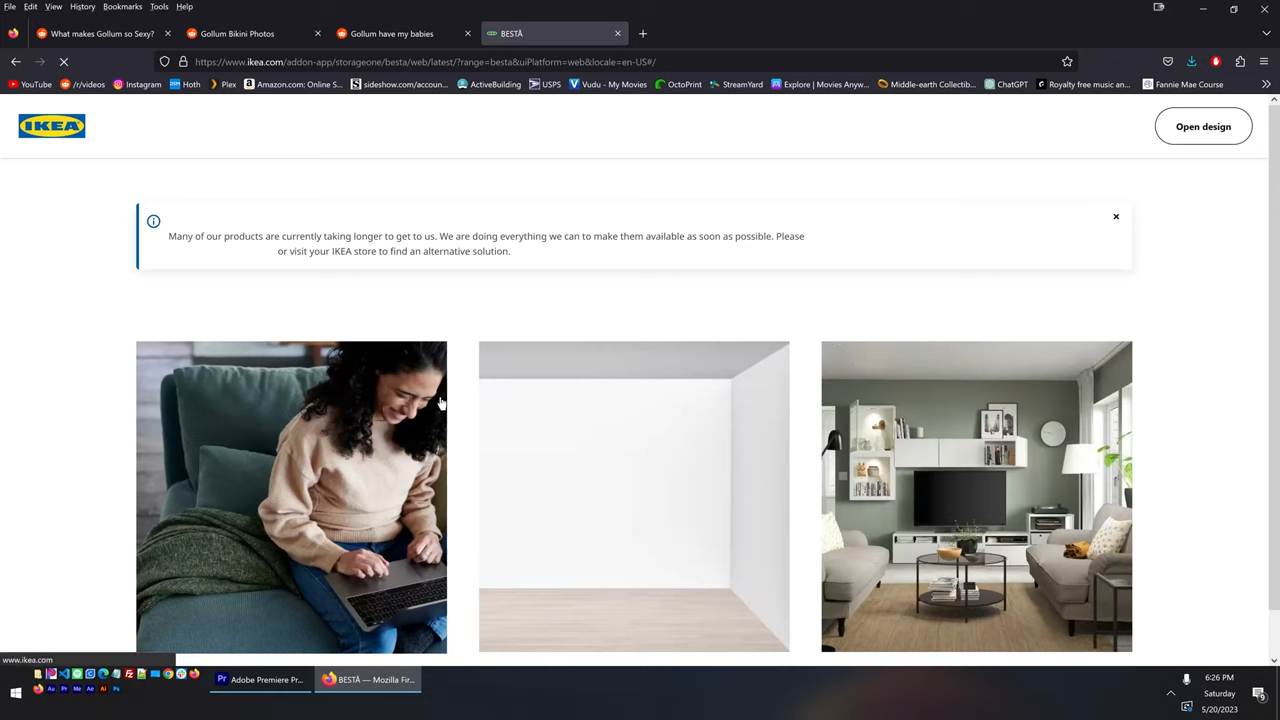 File Edit View History Bookmarks Tools Help
What makes Gollum so Sexy? Gollum Bikini Photos Gollum have my babies BESTÅ
https://www.ikea.com/addon-app/storageone/besta/web/latest/?range=besta&uiPlatform=web&locale=en-US#/
YouTube r/r/videos Instagram Hoth Plex Amazon.com: Online S... sideshow.com/accoun... ActiveBuilding USPS Vudu - My Movies OctoPrint StreamYard Explore | Movies Anyw... Middle-earth Collectib... ChatGPT Royalty free music an... Fannie Mae Course
IKEA
Open design
Many of our products are currently taking longer to get to us. We are doing everything we can to make them available as soon as possible. Please
or visit your IKEA store to find an alternative solution.
www.ikea.com
Adobe Premiere Pr... BESTÅ — Mozilla Fir...
6:26 PM
Saturday
5/20/2023